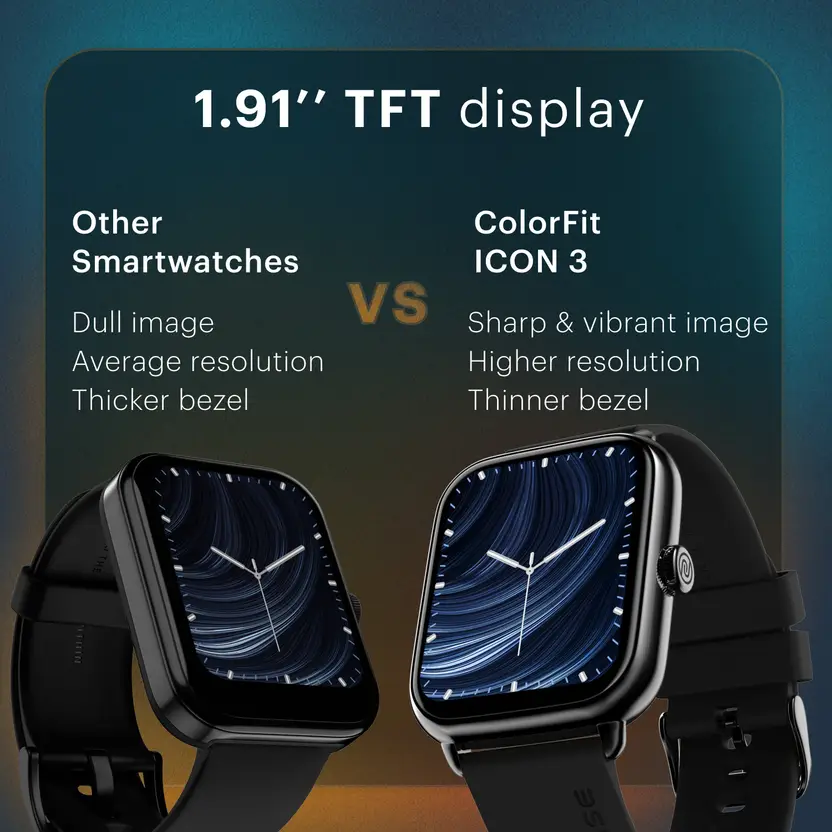 1.91′′ TFT display
Other
Smartwatches
Dull image
Average resolution
Thicker bezel
VS
ColorFit
ICON 3
Sharp & vibrant image
Higher resolution
Thinner bezel